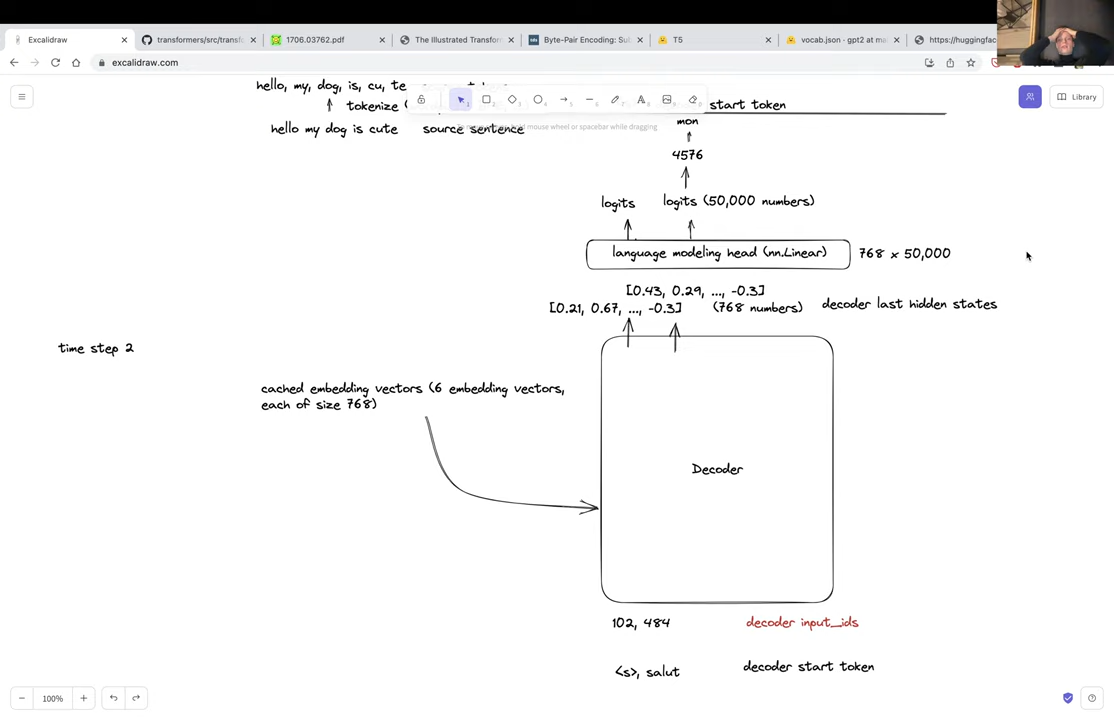 Excalidraw
transformers/src/transf
1706.03762.pdf
The Illustrated Transfor
Byte-Pair Encoding: Su
T5
vocab.json · gpt2 at ma
https://huggingfac
excalidraw.com
hello, my, dog, is, cu, te
tokenize (
start token
Library
hello my dog is cute source sentence
mon
4576
logits
logits (50,000 numbers)
language modeling head (nn.Linear)
768 x 50,000
[0.43, 0.29, ..., -0.3]
[0.21, 0.67, ..., -0.3] (768 numbers)
decoder last hidden states
time step 2
cached embedding vectors (6 embedding vectors,
each of size 768)
Decoder
102, 484
decoder input_ids
<s>, salut
decoder start token
100%